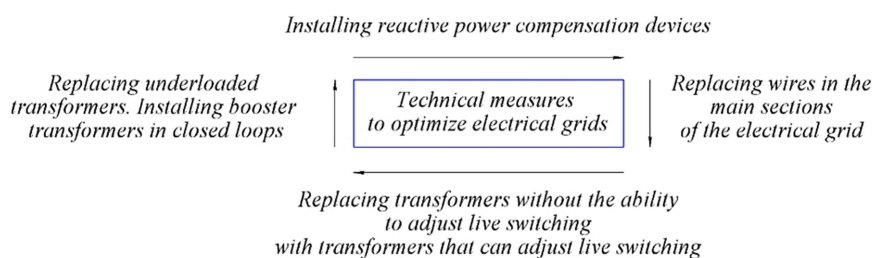 Installing reactive power compensation devices
Replacing underloaded
transformers. Installing booster
transformers in closed loops
Technical measures
to optimize electrical grids
Replacing wires in the
main sections
of the electrical grid
Replacing transformers without the ability
to adjust live switching
with transformers that can adjust live switching